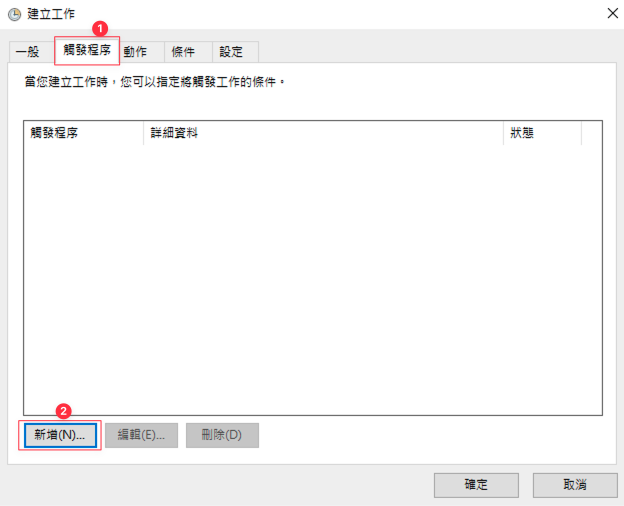 建立工作
1
一般 觸發程序 動作 條件 設定
當您建立工作時，您可以指定將觸發工作的條件。
觸發程序 詳細資料 狀態
2
新增(N)... 編輯(E)... 刪除(D)
確定 取消